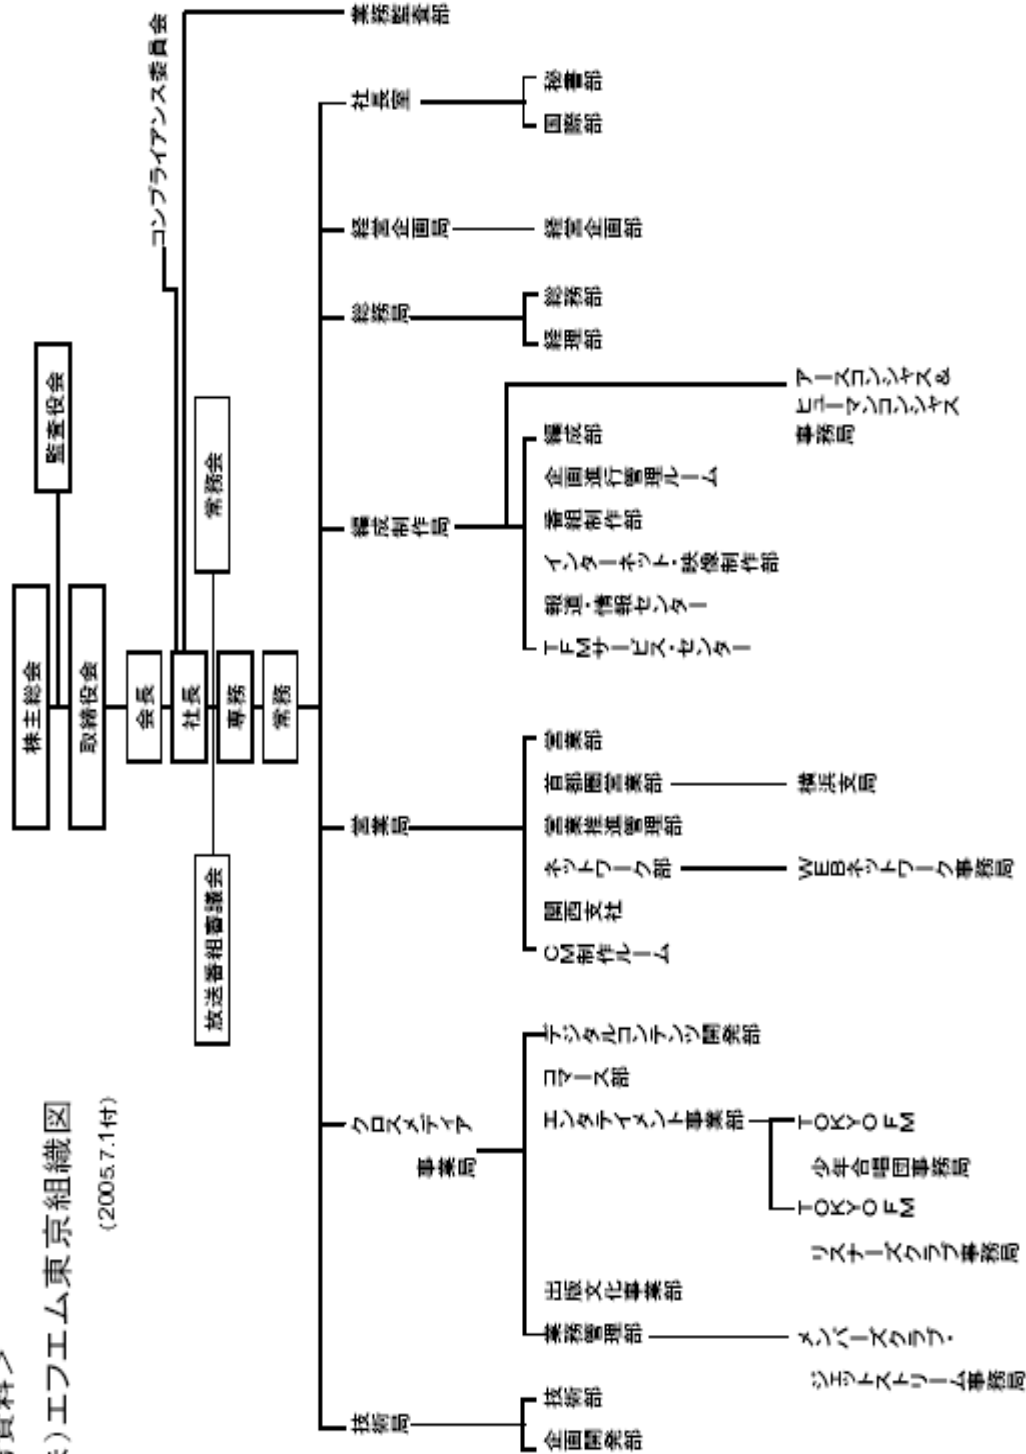 資料＞
）エフエム東京組織図
(2005.7.1付)
株主総会
監査役会
取締役会
会長
社長
専務
常務
放送番組審議会
常務会
コンプライアンス委員会
業務監査部
社長室
秘書部
国際部
経営企画局
経営企画部
総務局
総務部
経理部
編成制作局
編成部
企画進行管理ルーム
番組制作部
インターネット・映像制作部
報道・情報センター
TFMサービス・センター
アースコンシャス＆
ヒューマンコンシャス
事務局
営業局
営業部
首都圏営業部
横浜支局
営業推進管理部
ネットワーク部
WEBネットワーク事務局
関西支社
CM制作ルーム
クロスメディア
事業局
デジタルコンテンツ開発部
コマース部
エンタテイメント事業部
TOKYO FM
少年合唱団事務局
TOKYO FM
リスナーズクラブ事務局
出版文化事業部
業務管理部
メンバーズクラブ・
ジェットストリーム事務局
技術局
技術部
企画開発部